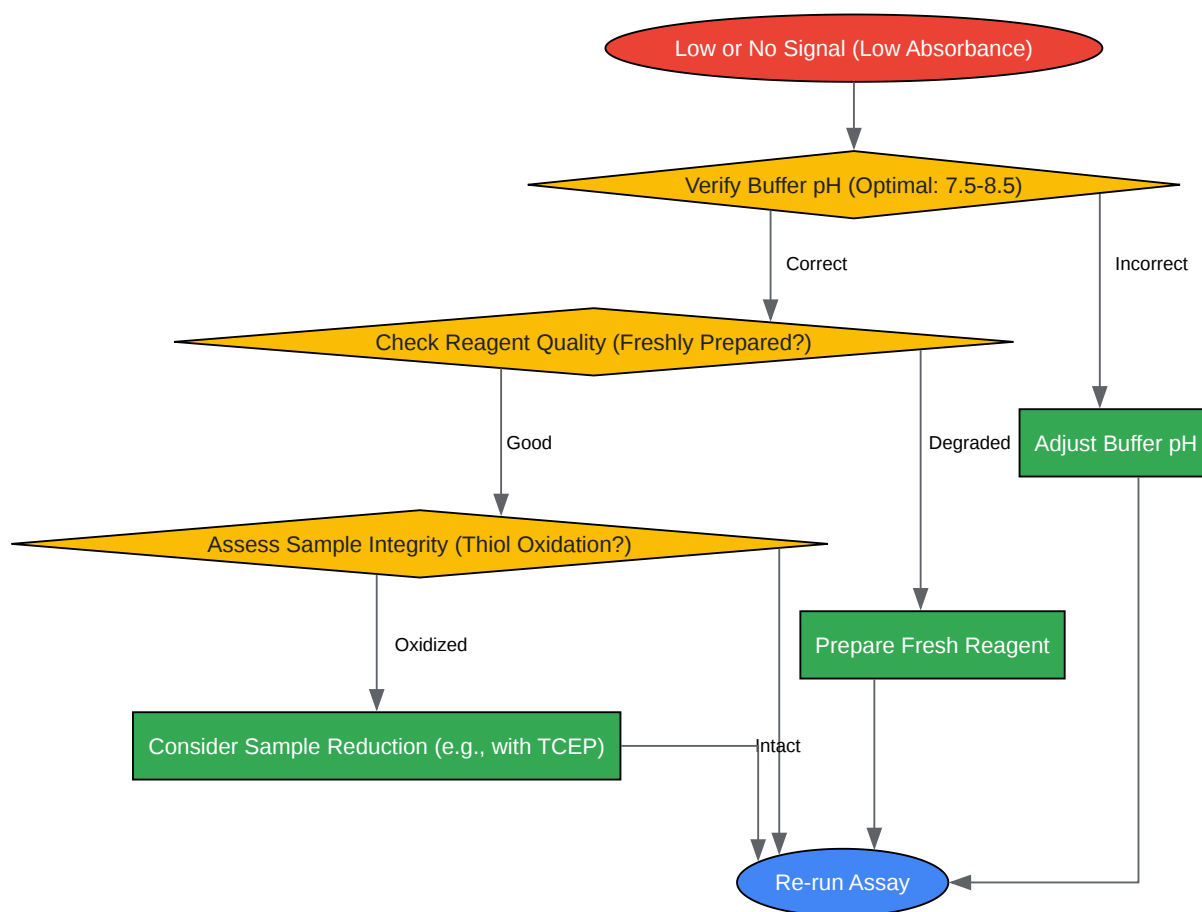 Low or No Signal (Low Absorbance)
Verify Buffer pH (Optimal: 7.5-8.5)
Correct
Incorrect
Check Reagent Quality (Freshly Prepared?)
Good
Degraded
Adjust Buffer pH
Assess Sample Integrity (Thiol Oxidation?)
Oxidized
Prepare Fresh Reagent
Consider Sample Reduction (e.g., with TCEP)
Intact
Re-run Assay